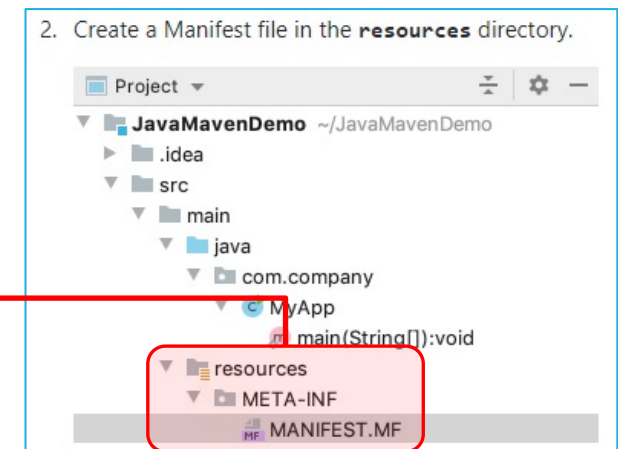 2. Create a Manifest file in the resources directory.
Project
JavaMavenDemo ~/JavaMavenDemo
.idea
src
main
java
com.company
C MyApp
m main(String[]):void
resources
META-INF
MF MANIFEST.MF